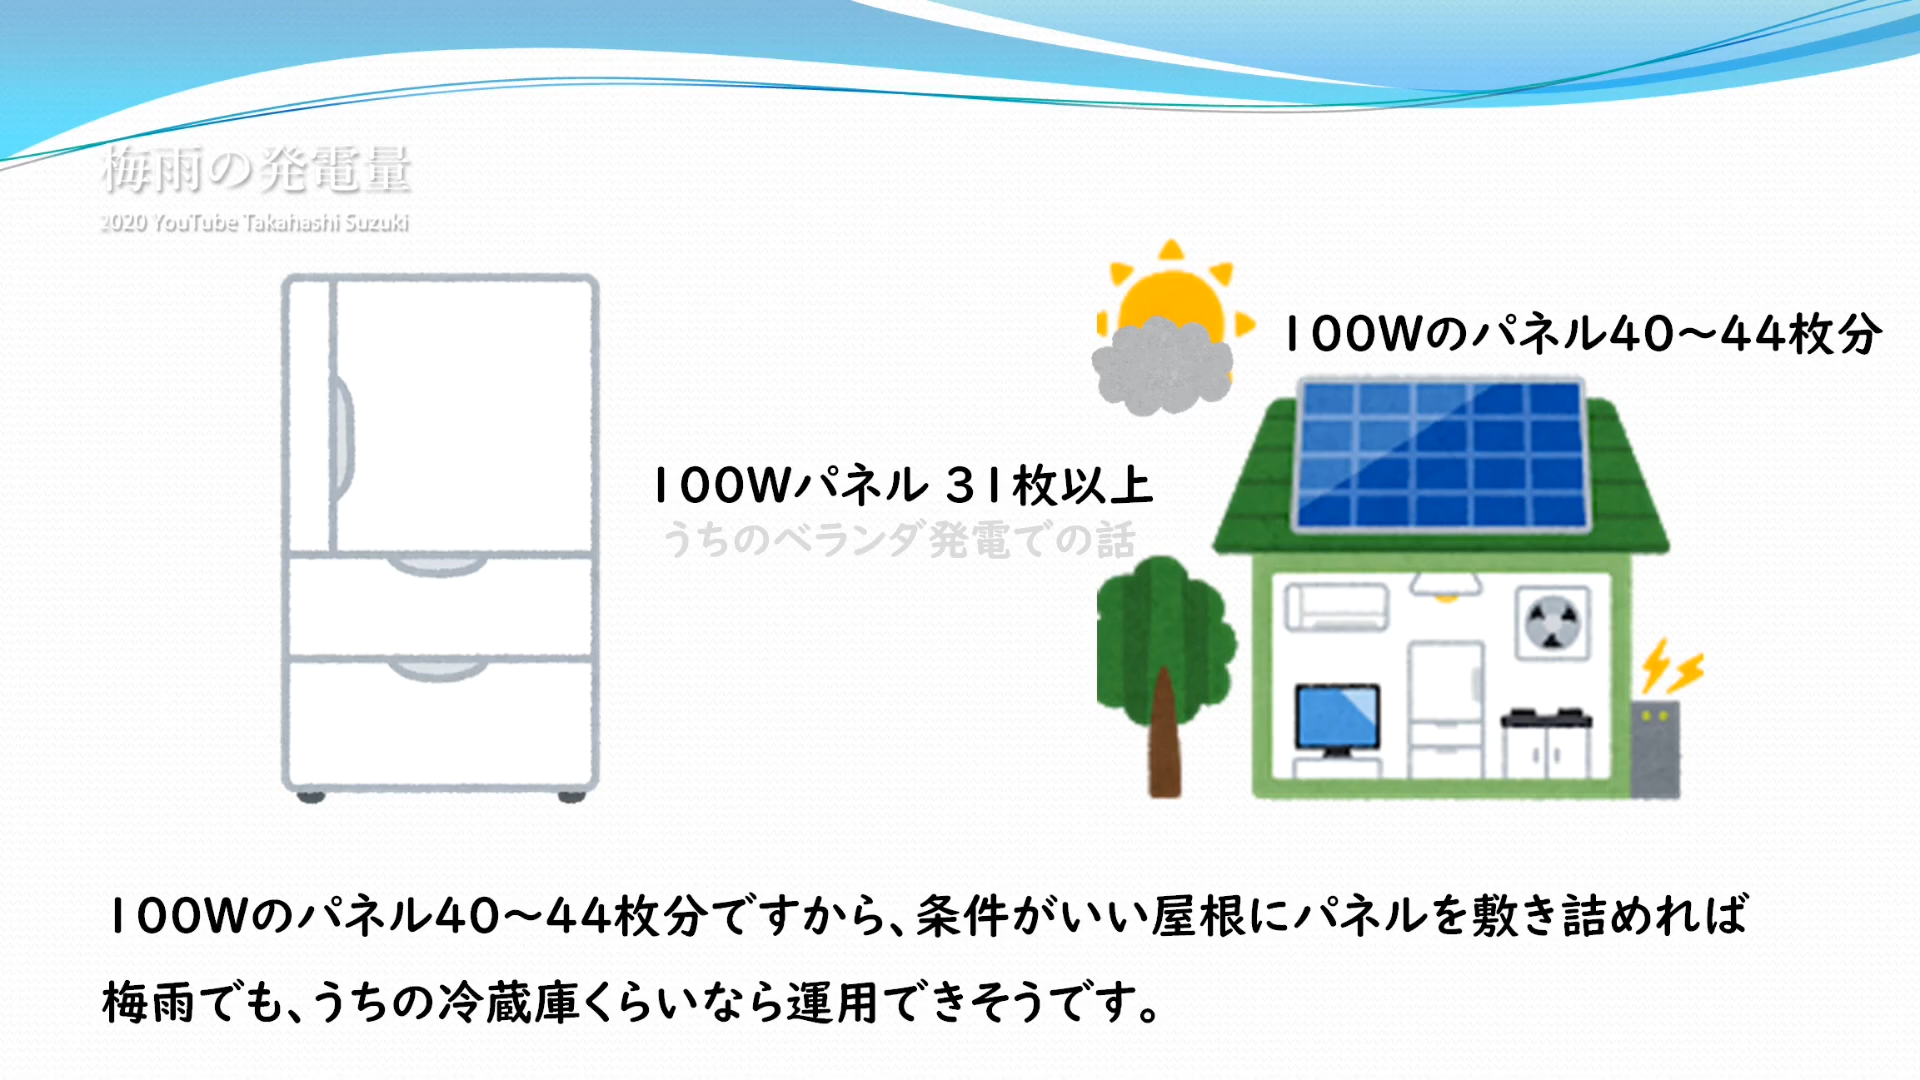 梅雨の発電量
2020 YouTube Takahashi Suzuki
100Wのパネル40～44枚分
100Wパネル 31枚以上
うちのベランダ発電での話
100Wのパネル40～44枚分ですから、条件がいい屋根にパネルを敷き詰めれば
梅雨でも、うちの冷蔵庫くらいなら運用できそうです。